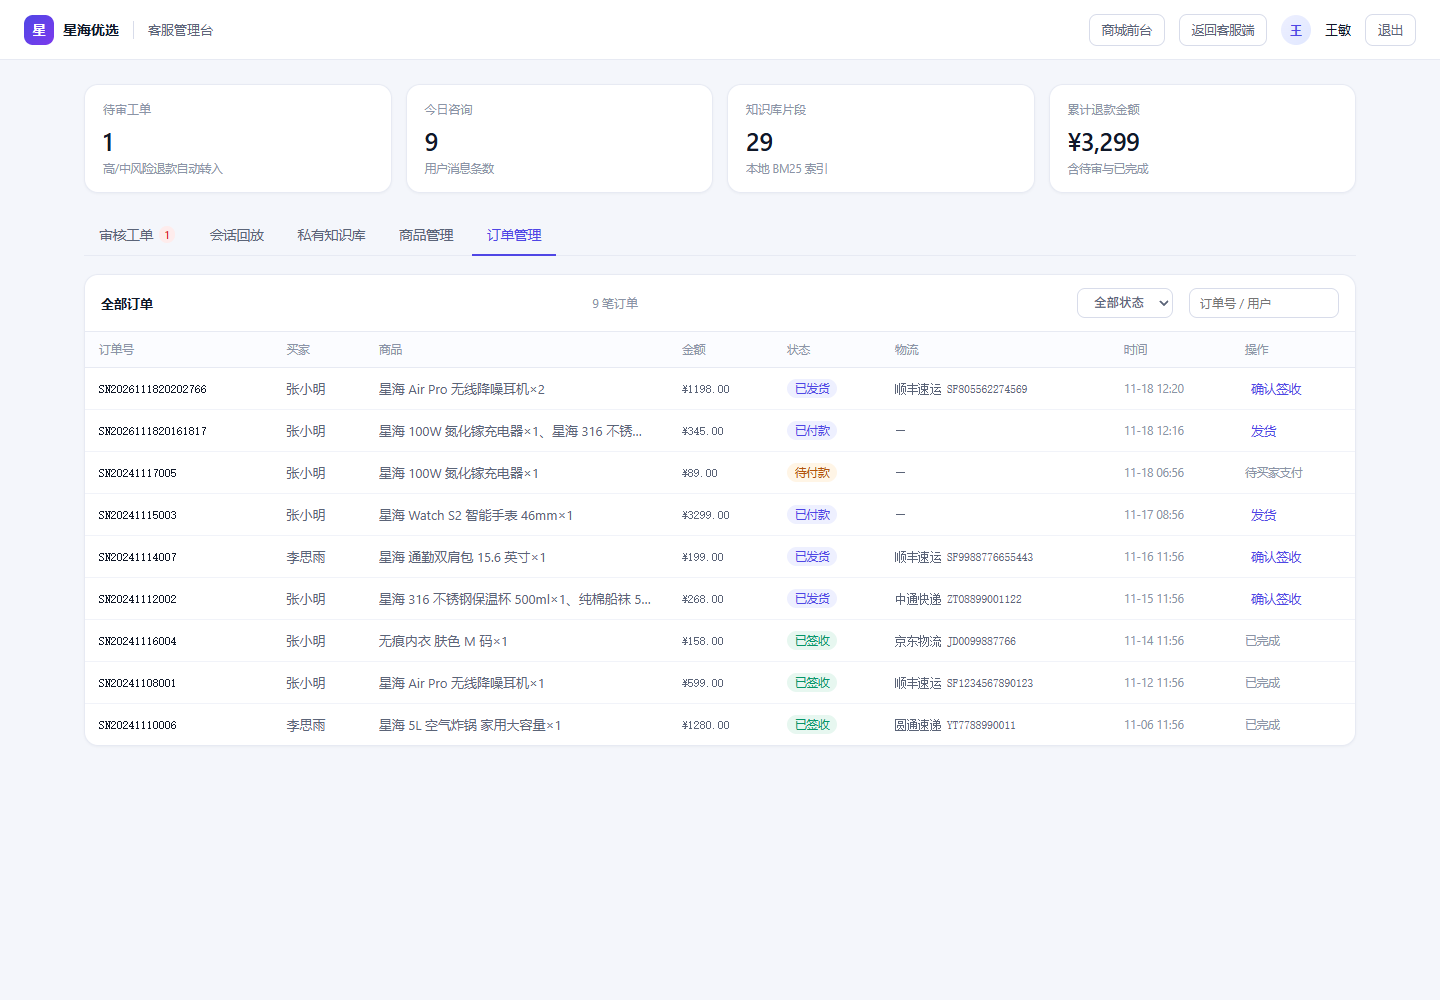 星 星海优选 客服管理台 商城前台 返回客服端 王 王敏 退出
待审工单 今日咨询 知识库片段 累计退款金额
1 9 29 ¥3,299
高/中风险退款自动转入 用户消息条数 本地 BM25 索引 含待审与已完成
审核工单 1 会话回放 私有知识库 商品管理 订单管理
全部订单 9 笔订单 全部状态 订单号 / 用户
订单号 买家 商品 金额 状态 物流 时间 操作
SN2026111820202766 张小明 星海 Air Pro 无线降噪耳机×2 ¥1198.00 已发货 顺丰速运 SF805562274569 11-18 12:20 确认签收
SN2026111820161817 张小明 星海 100W 氮化镓充电器×1、星海 316 不锈... ¥345.00 已付款 — 11-18 12:16 发货
SN20241117005 张小明 星海 100W 氮化镓充电器×1 ¥89.00 待付款 — 11-18 06:56 待买家支付
SN20241115003 张小明 星海 Watch S2 智能手表 46mm×1 ¥3299.00 已付款 — 11-17 08:56 发货
SN20241114007 李思雨 星海 通勤双肩包 15.6 英寸×1 ¥199.00 已发货 顺丰速运 SF9988776655443 11-16 11:56 确认签收
SN20241112002 张小明 星海 316 不锈钢保温杯 500ml×1、纯棉船袜 5... ¥268.00 已发货 中通快递 ZT08899001122 11-15 11:56 确认签收
SN20241116004 张小明 无痕内衣 肤色 M 码×1 ¥158.00 已签收 京东物流 JD0099887766 11-14 11:56 已完成
SN20241108001 张小明 星海 Air Pro 无线降噪耳机×1 ¥599.00 已签收 顺丰速运 SF1234567890123 11-12 11:56 已完成
SN20241110006 李思雨 星海 5L 空气炸锅 家用大容量×1 ¥1280.00 已签收 圆通速递 YT7788990011 11-06 11:56 已完成